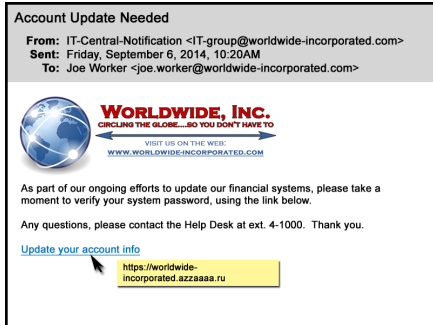 Account Update Needed
From: IT-Central-Notification <IT-group@worldwide-incorporated.com>
Sent: Friday, September 6, 2014, 10:20AM
To: Joe Worker <joe.worker@worldwide-incorporated.com>
WORLDWIDE, INC.
CIRCLING THE GLOBE....SO YOU DON'T HAVE TO
VISIT US ON THE WEB:
WWW.WORLDWIDE-INCORPORATED.COM
As part of our ongoing efforts to update our financial systems, please take a
moment to verify your system password, using the link below.
Any questions, please contact the Help Desk at ext. 4-1000.  Thank you.
Update your account info
https://worldwide-
incorporated.azzaaaa.ru